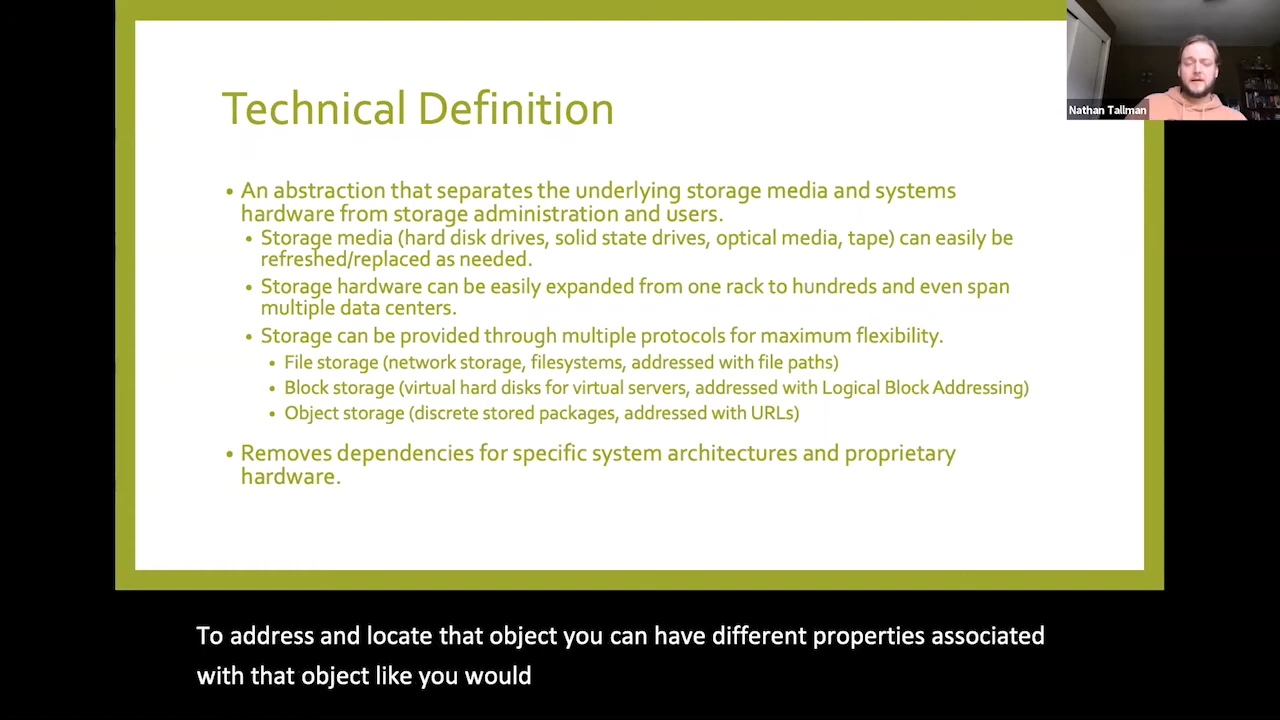 Technical Definition
Nathan Tallman
• An abstraction that separates the underlying storage media and systems
hardware from storage administration and users.
• Storage media (hard disk drives, solid state drives, optical media, tape) can easily be
refreshed/replaced as needed.
• Storage hardware can be easily expanded from one rack to hundreds and even span
multiple data centers.
• Storage can be provided through multiple protocols for maximum flexibility.
• File storage (network storage, filesystems, addressed with file paths)
• Block storage (virtual hard disks for virtual servers, addressed with Logical Block Addressing)
• Object storage (discrete stored packages, addressed with URLs)
• Removes dependencies for specific system architectures and proprietary
hardware.
To address and locate that object you can have different properties associated
with that object like you would